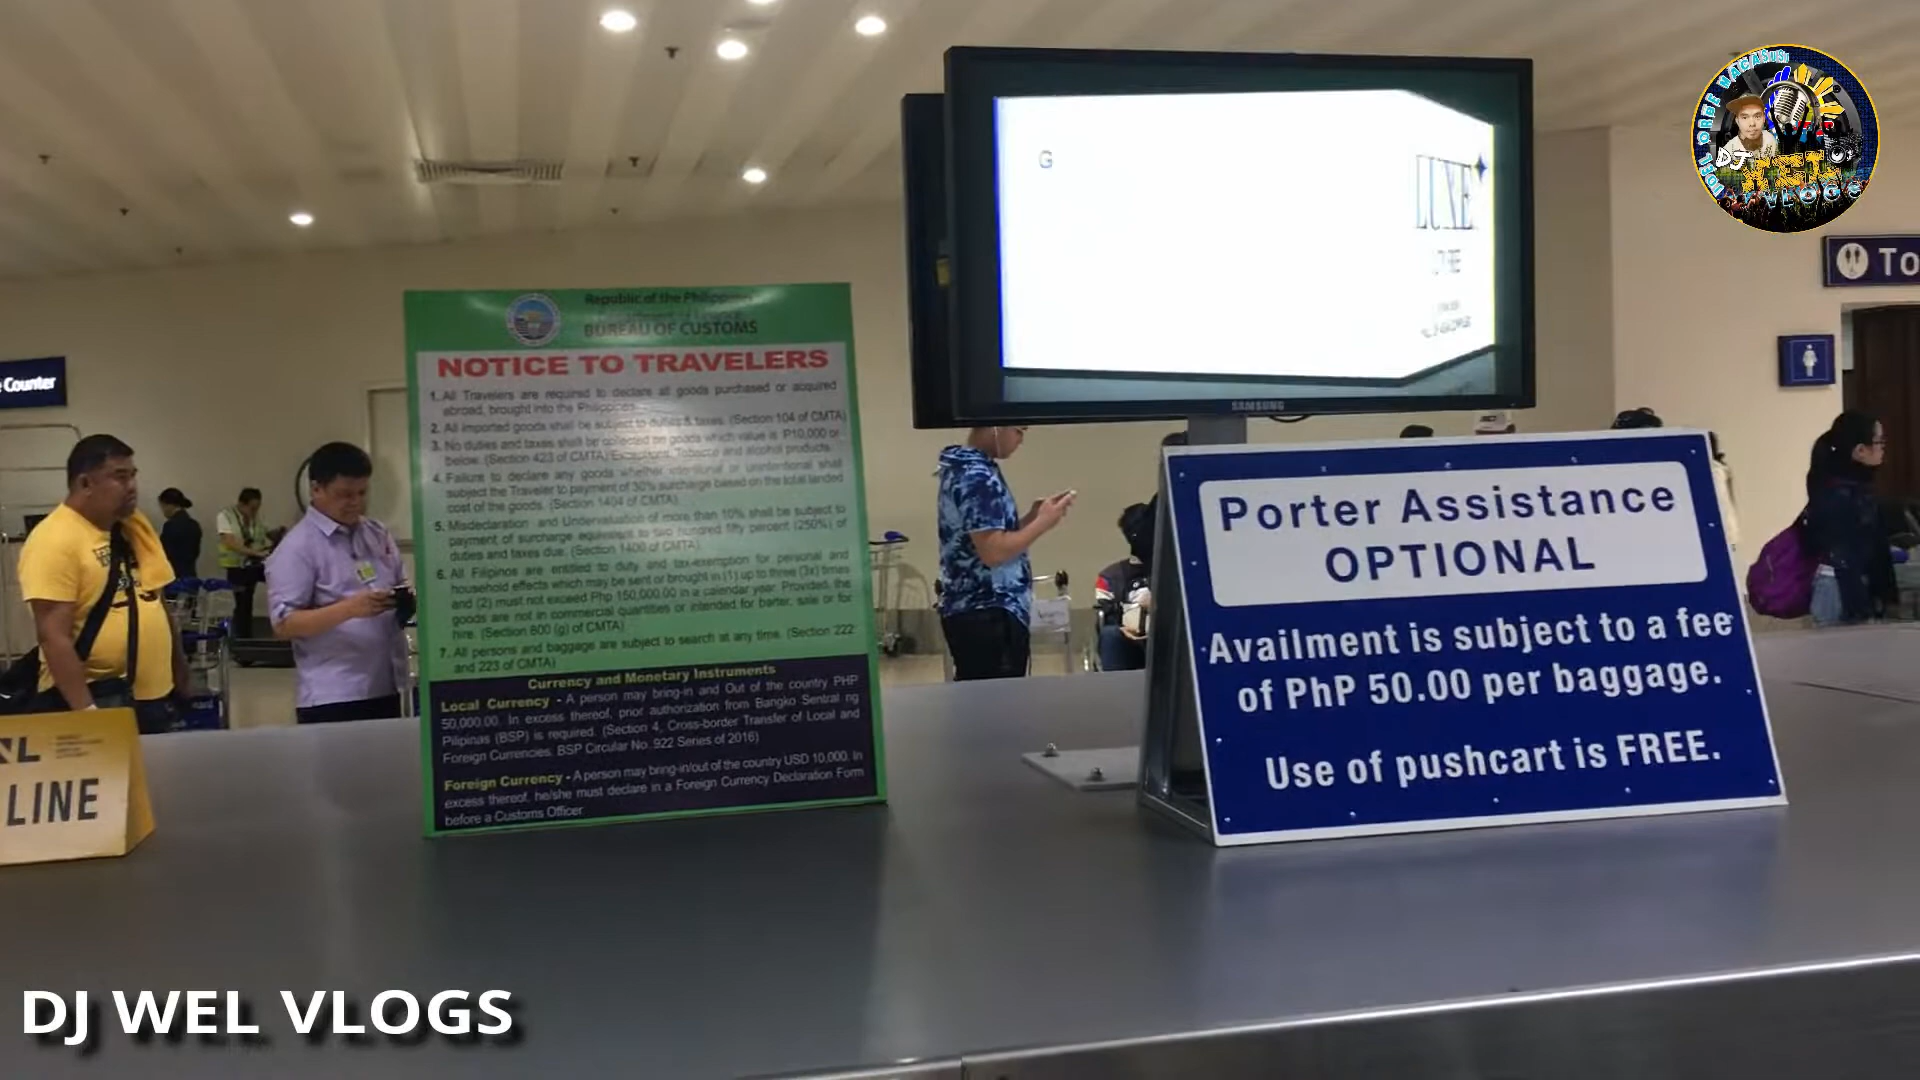 Counter
To
G
LUXE
SAMSUNG
Republic of the Philippines
BUREAU OF CUSTOMS
NOTICE TO TRAVELERS
1. All Travelers are required to declare all goods purchased or acquired
abroad, brought into the Philippines.
2. All imported goods shall be subject to duties & taxes. (Section 104 of CMTA)
3. No duties and taxes shall be collected on goods which value is P10,000 or
below. (Section 423 of CMTA) Exceptions: Tobacco and alcohol products.
4. Failure to declare any goods whether intentional or unintentional shall
subject the Traveler to payment of 30% surcharge based on the total landed
cost of the goods. (Section 1404 of CMTA)
5. Misdeclaration and Undervaluation of more than 10% shall be subject to
payment of surcharge equivalent to two hundred fifty percent (250%) of
duties and taxes due. (Section 1400 of CMTA)
6. All Filipinos are entitled to duty and tax-exemption for personal and
household effects which may be sent or brought in (1) up to three (3x) times
and (2) must not exceed Php 150,000.00 in a calendar year. Provided, the
goods are not in commercial quantities or intended for barter, sale or for
hire. (Section 800 (g) of CMTA)
7. All persons and baggage are subject to search at any time. (Section 222
and 223 of CMTA)
Currency and Monetary Instruments
Local Currency - A person may bring-in and Out of the country PHP
50,000.00. In excess thereof, prior authorization from Bangko Sentral ng
Pilipinas (BSP) is required. (Section 4, Cross-border Transfer of Local and
Foreign Currencies. BSP Circular No. 922 Series of 2016)
Foreign Currency - A person may bring-in/out of the country USD 10,000. In
excess thereof, he/she must declare in a Foreign Currency Declaration Form
before a Customs Officer.
Porter Assistance
OPTIONAL
Availment is subject to a fee
of PhP 50.00 per baggage.
Use of pushcart is FREE.
LINE
DJ WEL VLOGS
DJ WEL
VLOGS